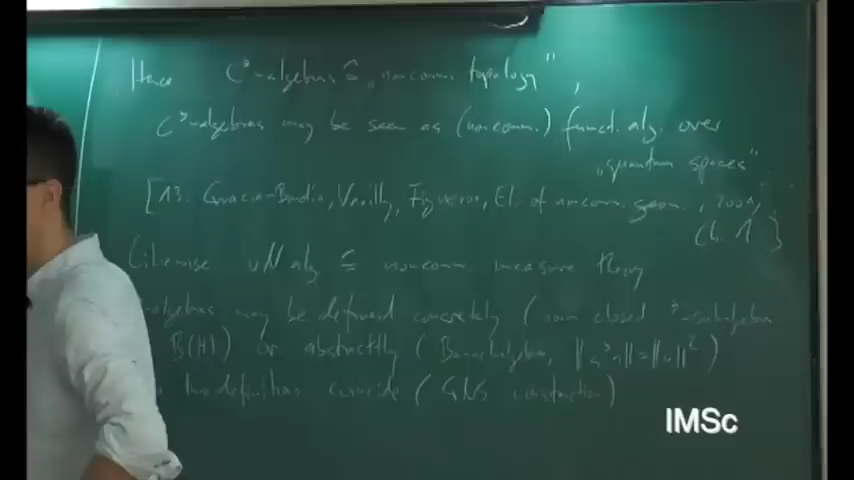 Hence C*-algebras ≙ „noncomm topology",
C*-algebras may be seen as (noncomm.) funct. alg. over
„quantum spaces"
[13. Gracia-Bondía, Varilly, Figueroa, El. of noncomm. geom., 2001,
Ch. 1]
Likewise vN alg ≙ noncomm measure theory
algebras may be defined concretely (norm closed *-subalgebra
B(H)) or abstractly (Banach algebra, ||a*a||=||a||²)
two definitions coincide (GNS construction)
IMSc